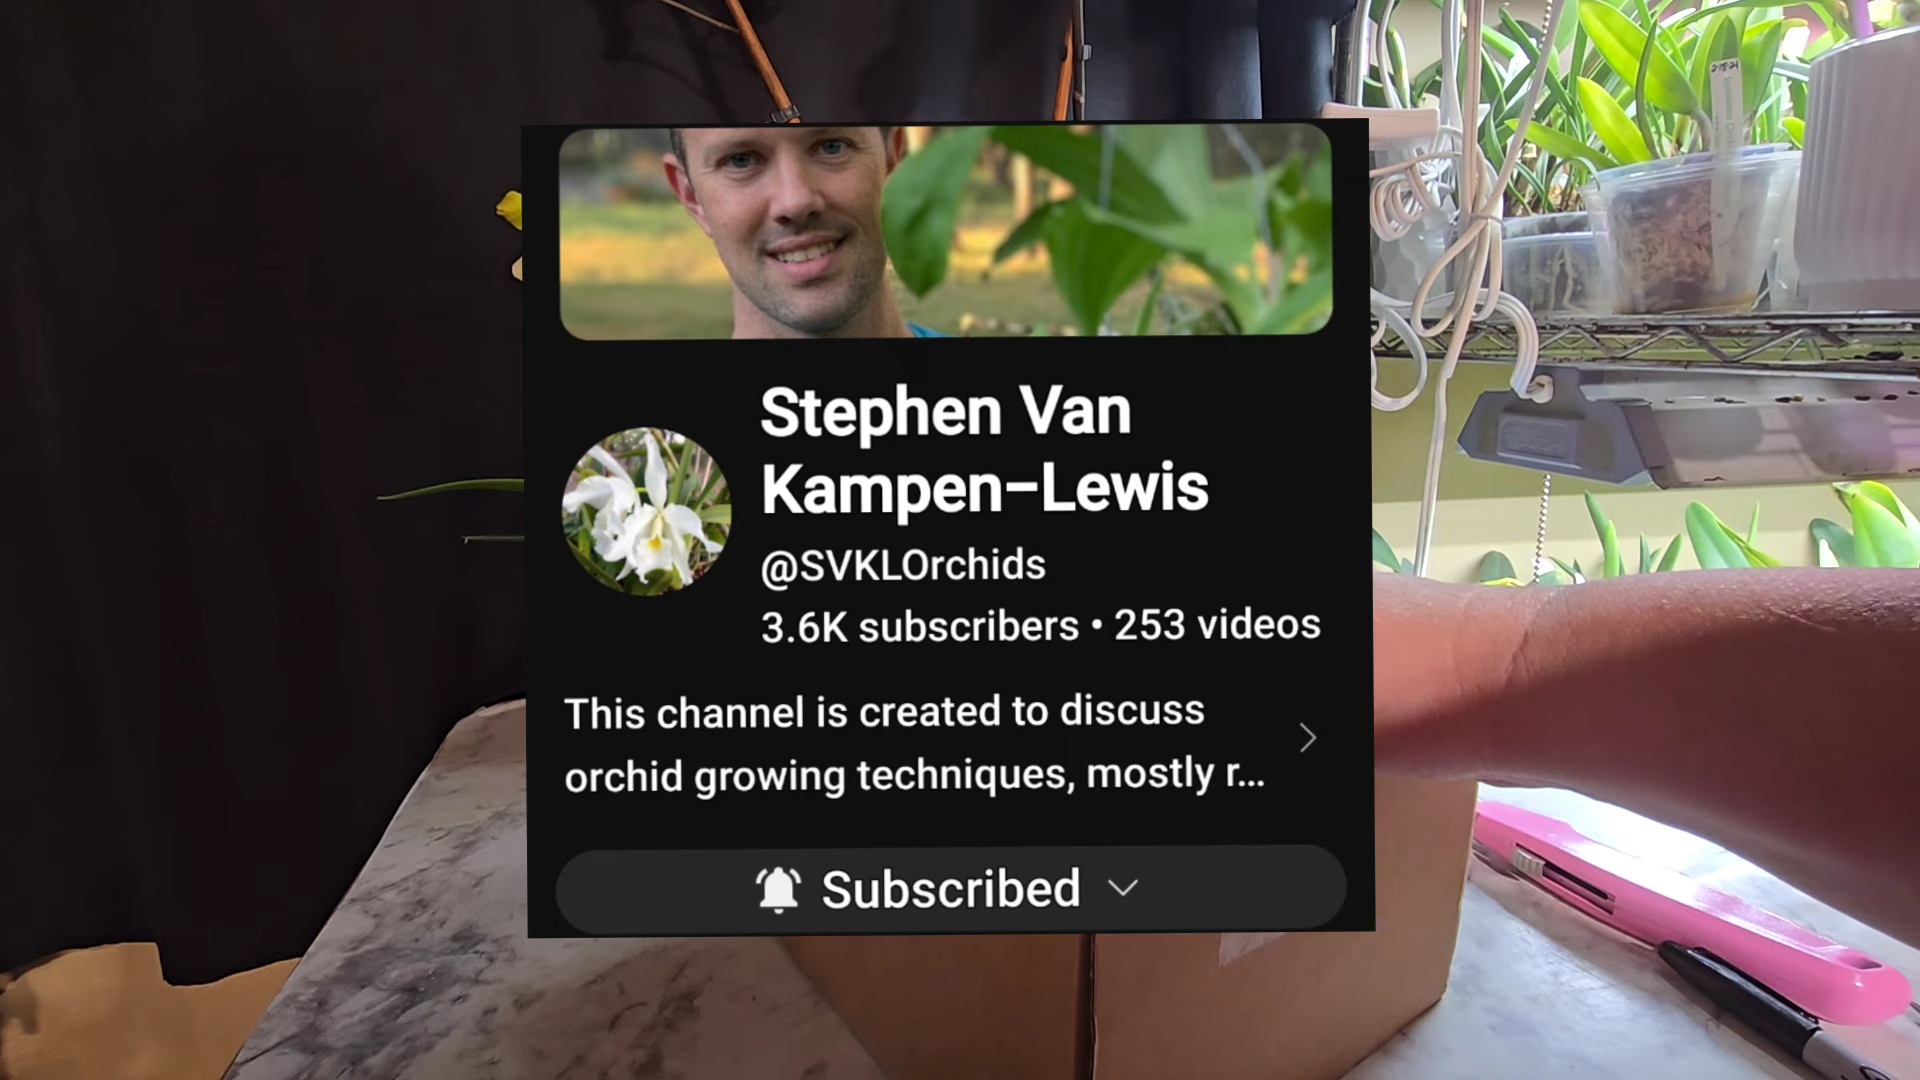 Stephen Van
Kampen-Lewis
@SVKLOrchids
3.6K subscribers • 253 videos
This channel is created to discuss
orchid growing techniques, mostly r...
Subscribed